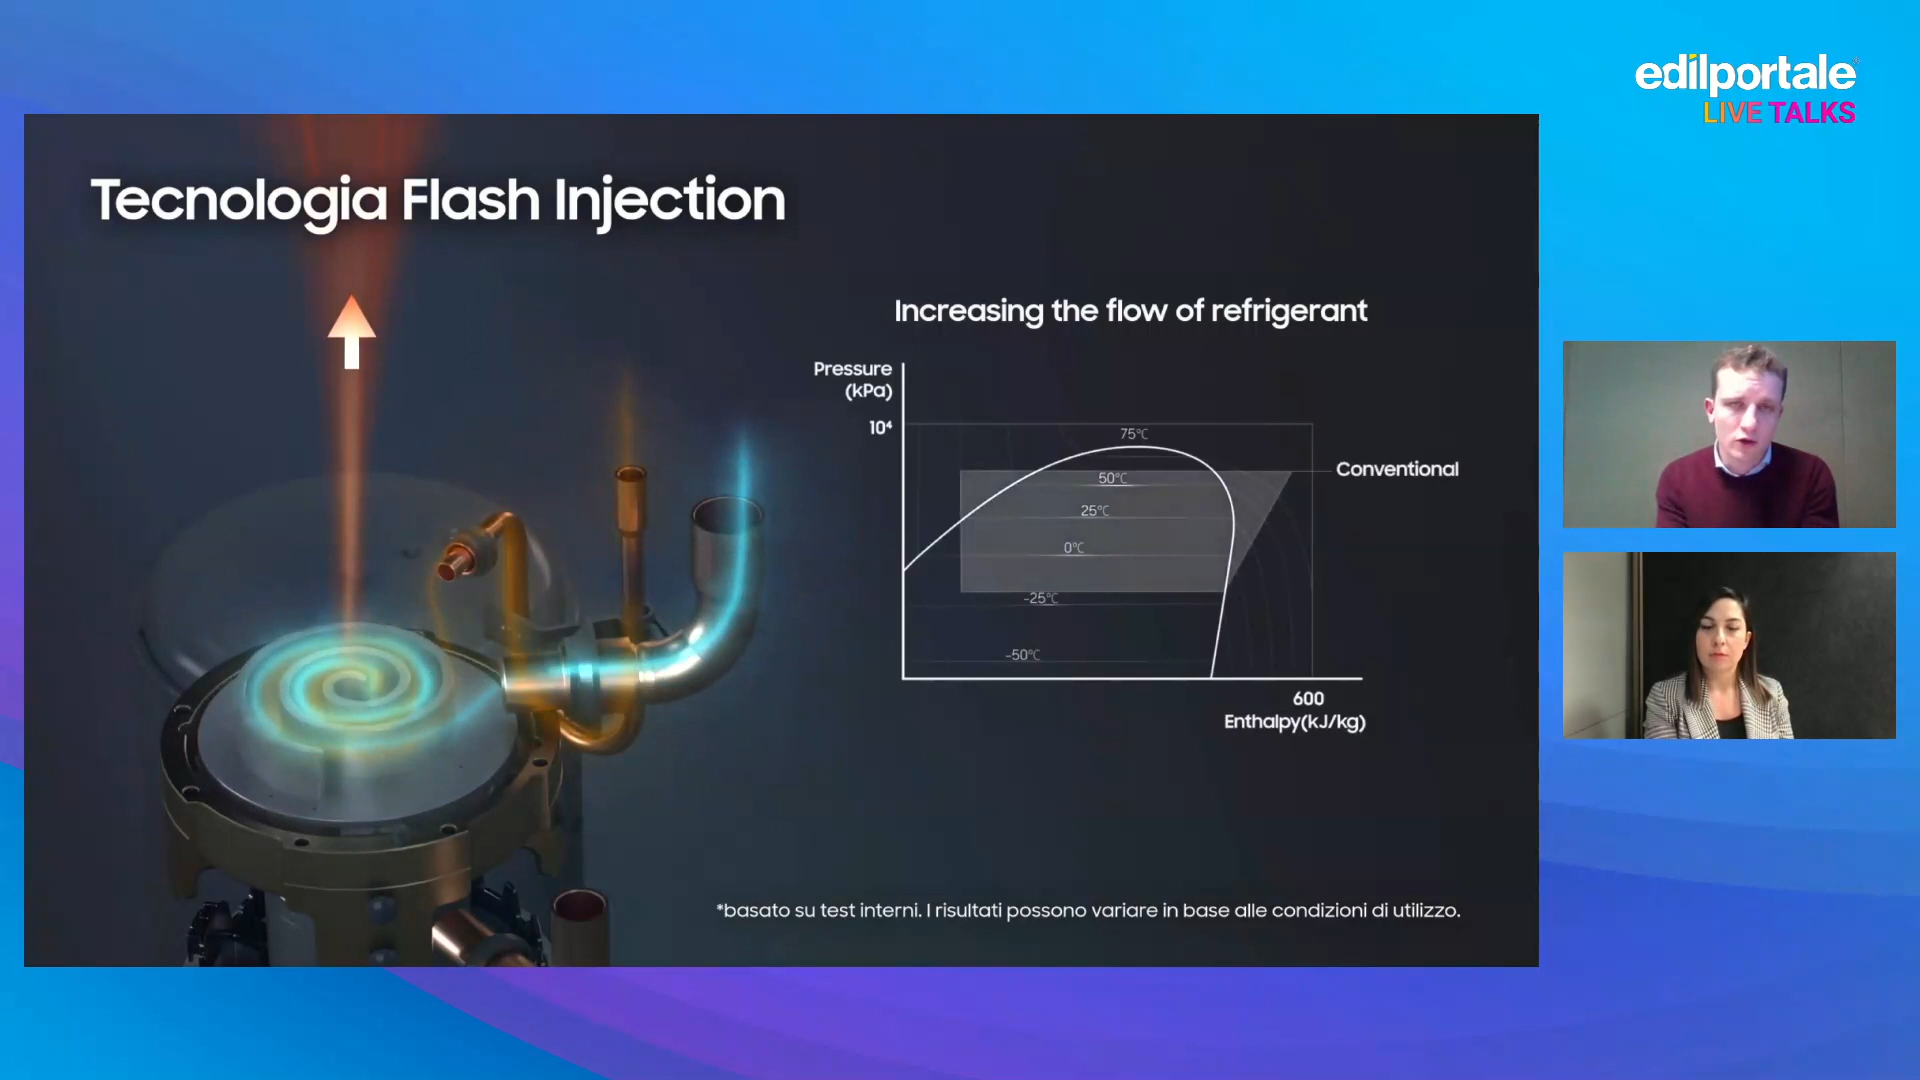 edilportale
LIVE TALKS
Tecnologia Flash Injection
Increasing the flow of refrigerant
Pressure
(kPa)
10⁴
75°C
Conventional
50°C
25°C
0°C
-25°C
-50°C
600
Enthalpy(kJ/kg)
*basato su test interni. I risultati possono variare in base alle condizioni di utilizzo.